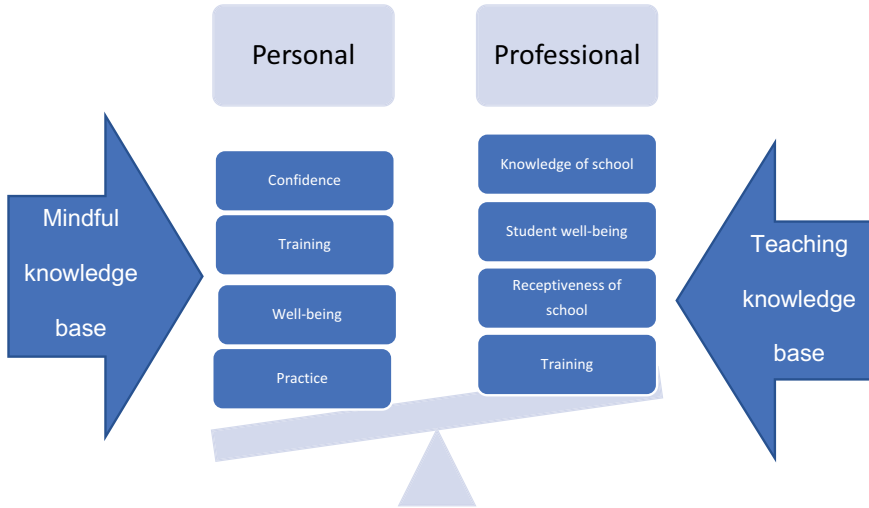 Personal
Professional
Mindful
knowledge
base
Confidence
Training
Well-being
Practice
Knowledge of school
Student well-being
Receptiveness of
school
Training
Teaching
knowledge
base